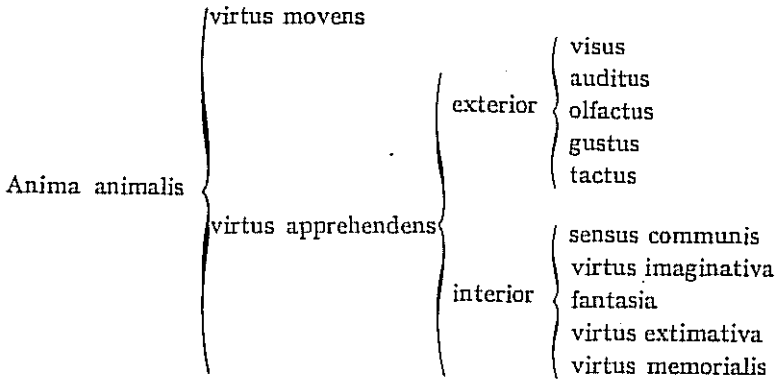 virtus movens
visus
auditus
exterior olfactus
gustus
tactus
Anima animalis
virtus apprehendens
sensus communis
virtus imaginativa
interior fantasia
virtus extimativa
virtus memorialis